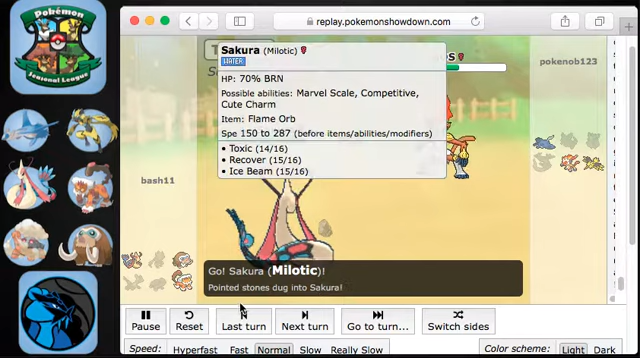 Pokémon
Seasonal League
replay.pokemonshowdown.com
Sakura (Milotic)
WATER
HP: 70% BRN
Possible abilities: Marvel Scale, Competitive,
Cute Charm
Item: Flame Orb
Spe 150 to 287 (before items/abilities/modifiers)
• Toxic (14/16)
• Recover (15/16)
• Ice Beam (15/16)
pokenob123
bash11
Go! Sakura (Milotic)!
Pointed stones dug into Sakura!
Pause
Reset
Last turn
Next turn
Go to turn...
Switch sides
Speed: Hyperfast Fast Normal Slow Really Slow
Color scheme: Light Dark